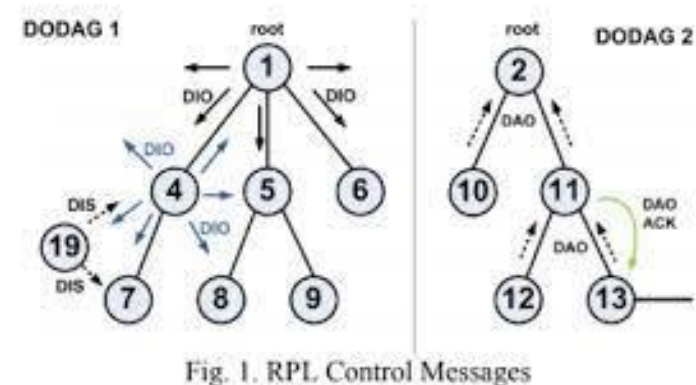 DODAG 1
root
root
DODAG 2
1
2
DIO
DIO
DAO
DIO
4
5
6
10
11
DIS
DIO
DAO
ACK
19
DAO
DIS
7
8
9
12
13
Fig. 1. RPL Control Messages